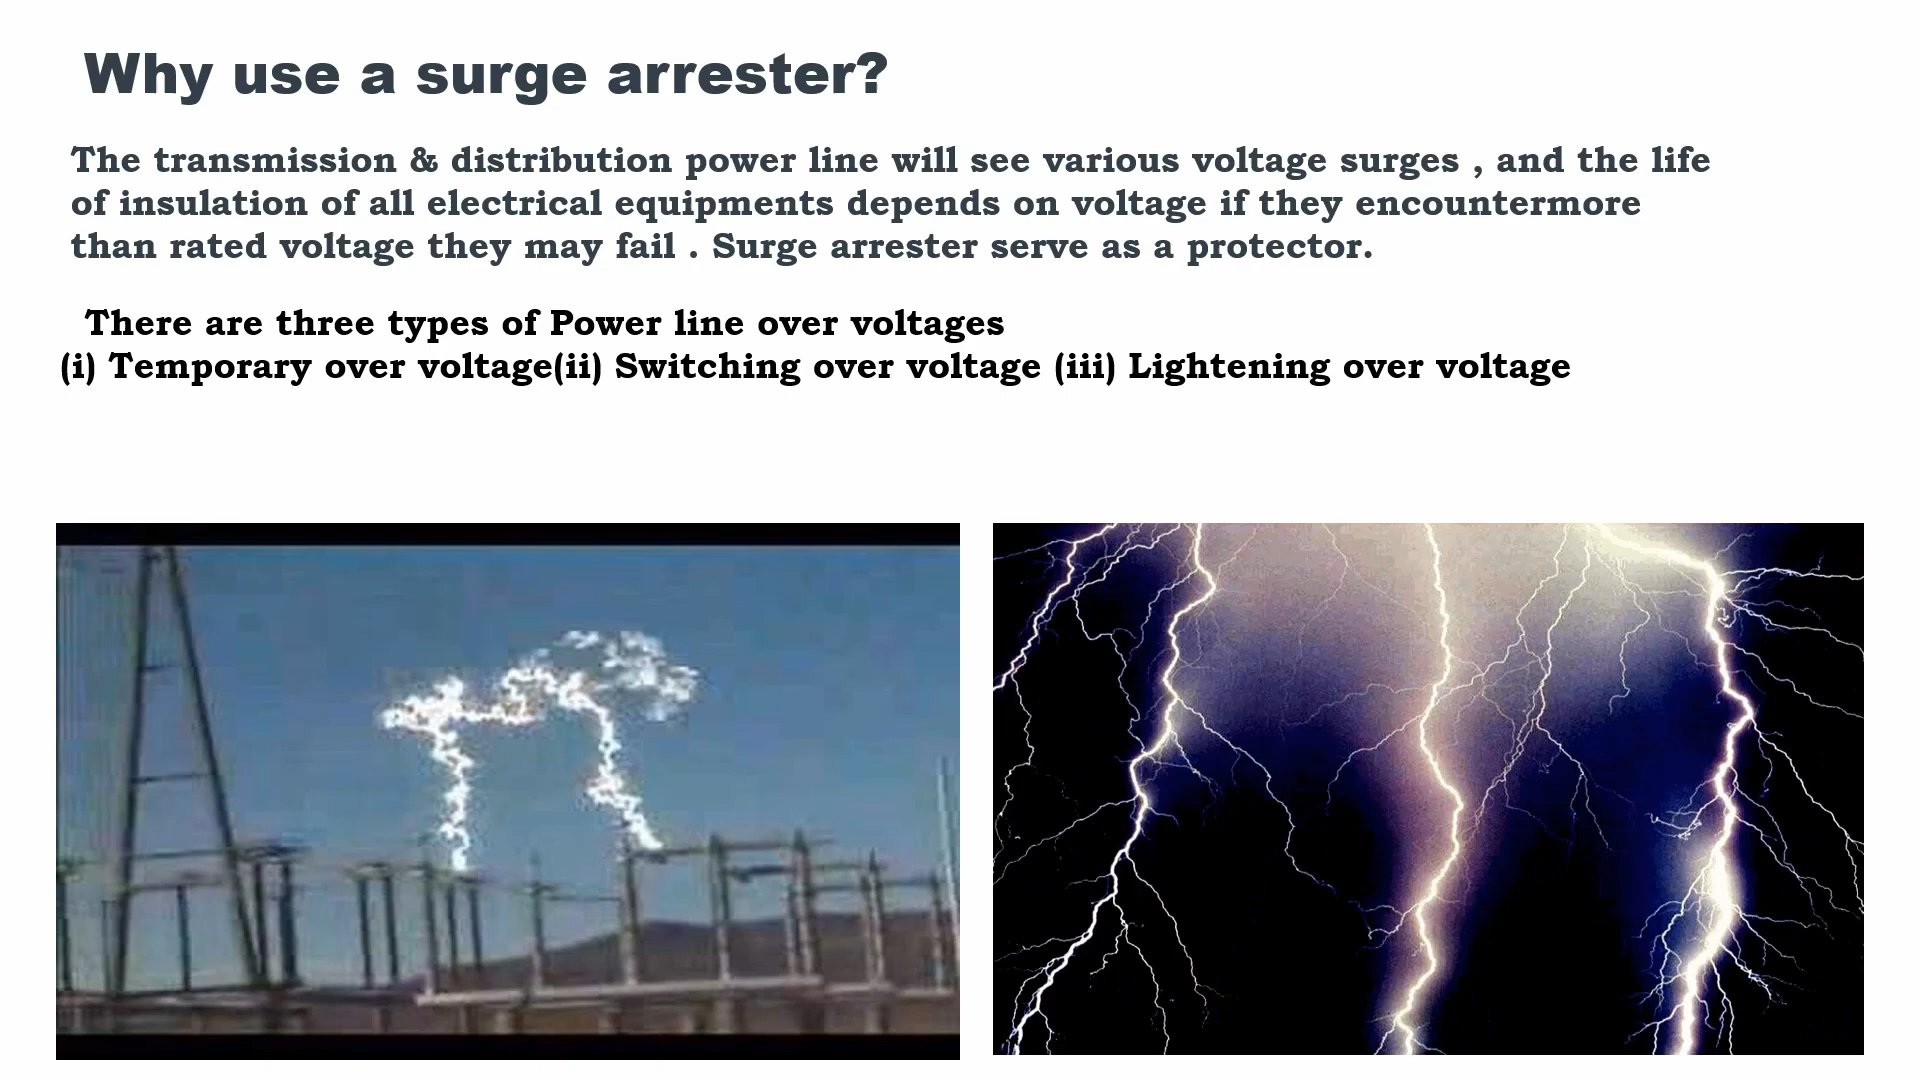 Why use a surge arrester?
The transmission & distribution power line will see various voltage surges , and the life
of insulation of all electrical equipments depends on voltage if they encountermore
than rated voltage they may fail . Surge arrester serve as a protector.
There are three types of Power line over voltages
(i) Temporary over voltage(ii) Switching over voltage (iii) Lightening over voltage